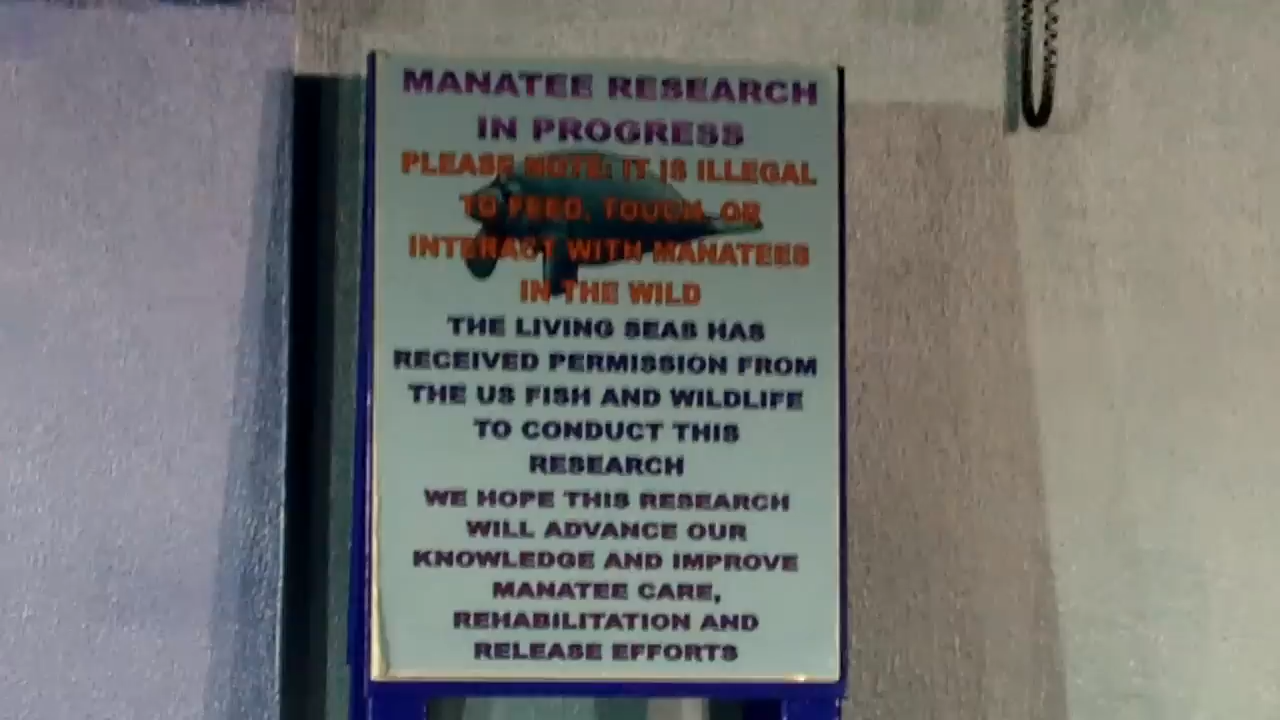 MANATEE RESEARCH
IN PROGRESS
PLEASE NOTE: IT IS ILLEGAL
TO FEED, TOUCH, OR
INTERACT WITH MANATEES
IN THE WILD
THE LIVING SEAS HAS
RECEIVED PERMISSION FROM
THE US FISH AND WILDLIFE
TO CONDUCT THIS
RESEARCH
WE HOPE THIS RESEARCH
WILL ADVANCE OUR
KNOWLEDGE AND IMPROVE
MANATEE CARE,
REHABILITATION AND
RELEASE EFFORTS